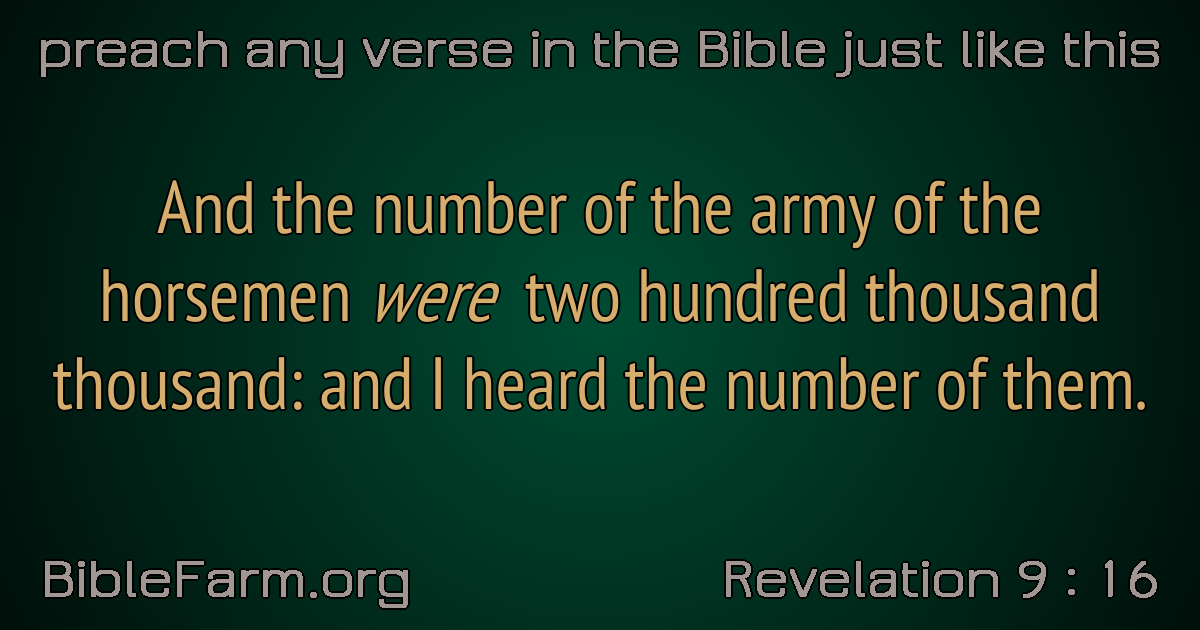 preach any verse in the Bible just like this
And the number of the army of the
horsemen were two hundred thousand
thousand: and I heard the number of them.
BibleFarm.org
Revelation 9 : 16